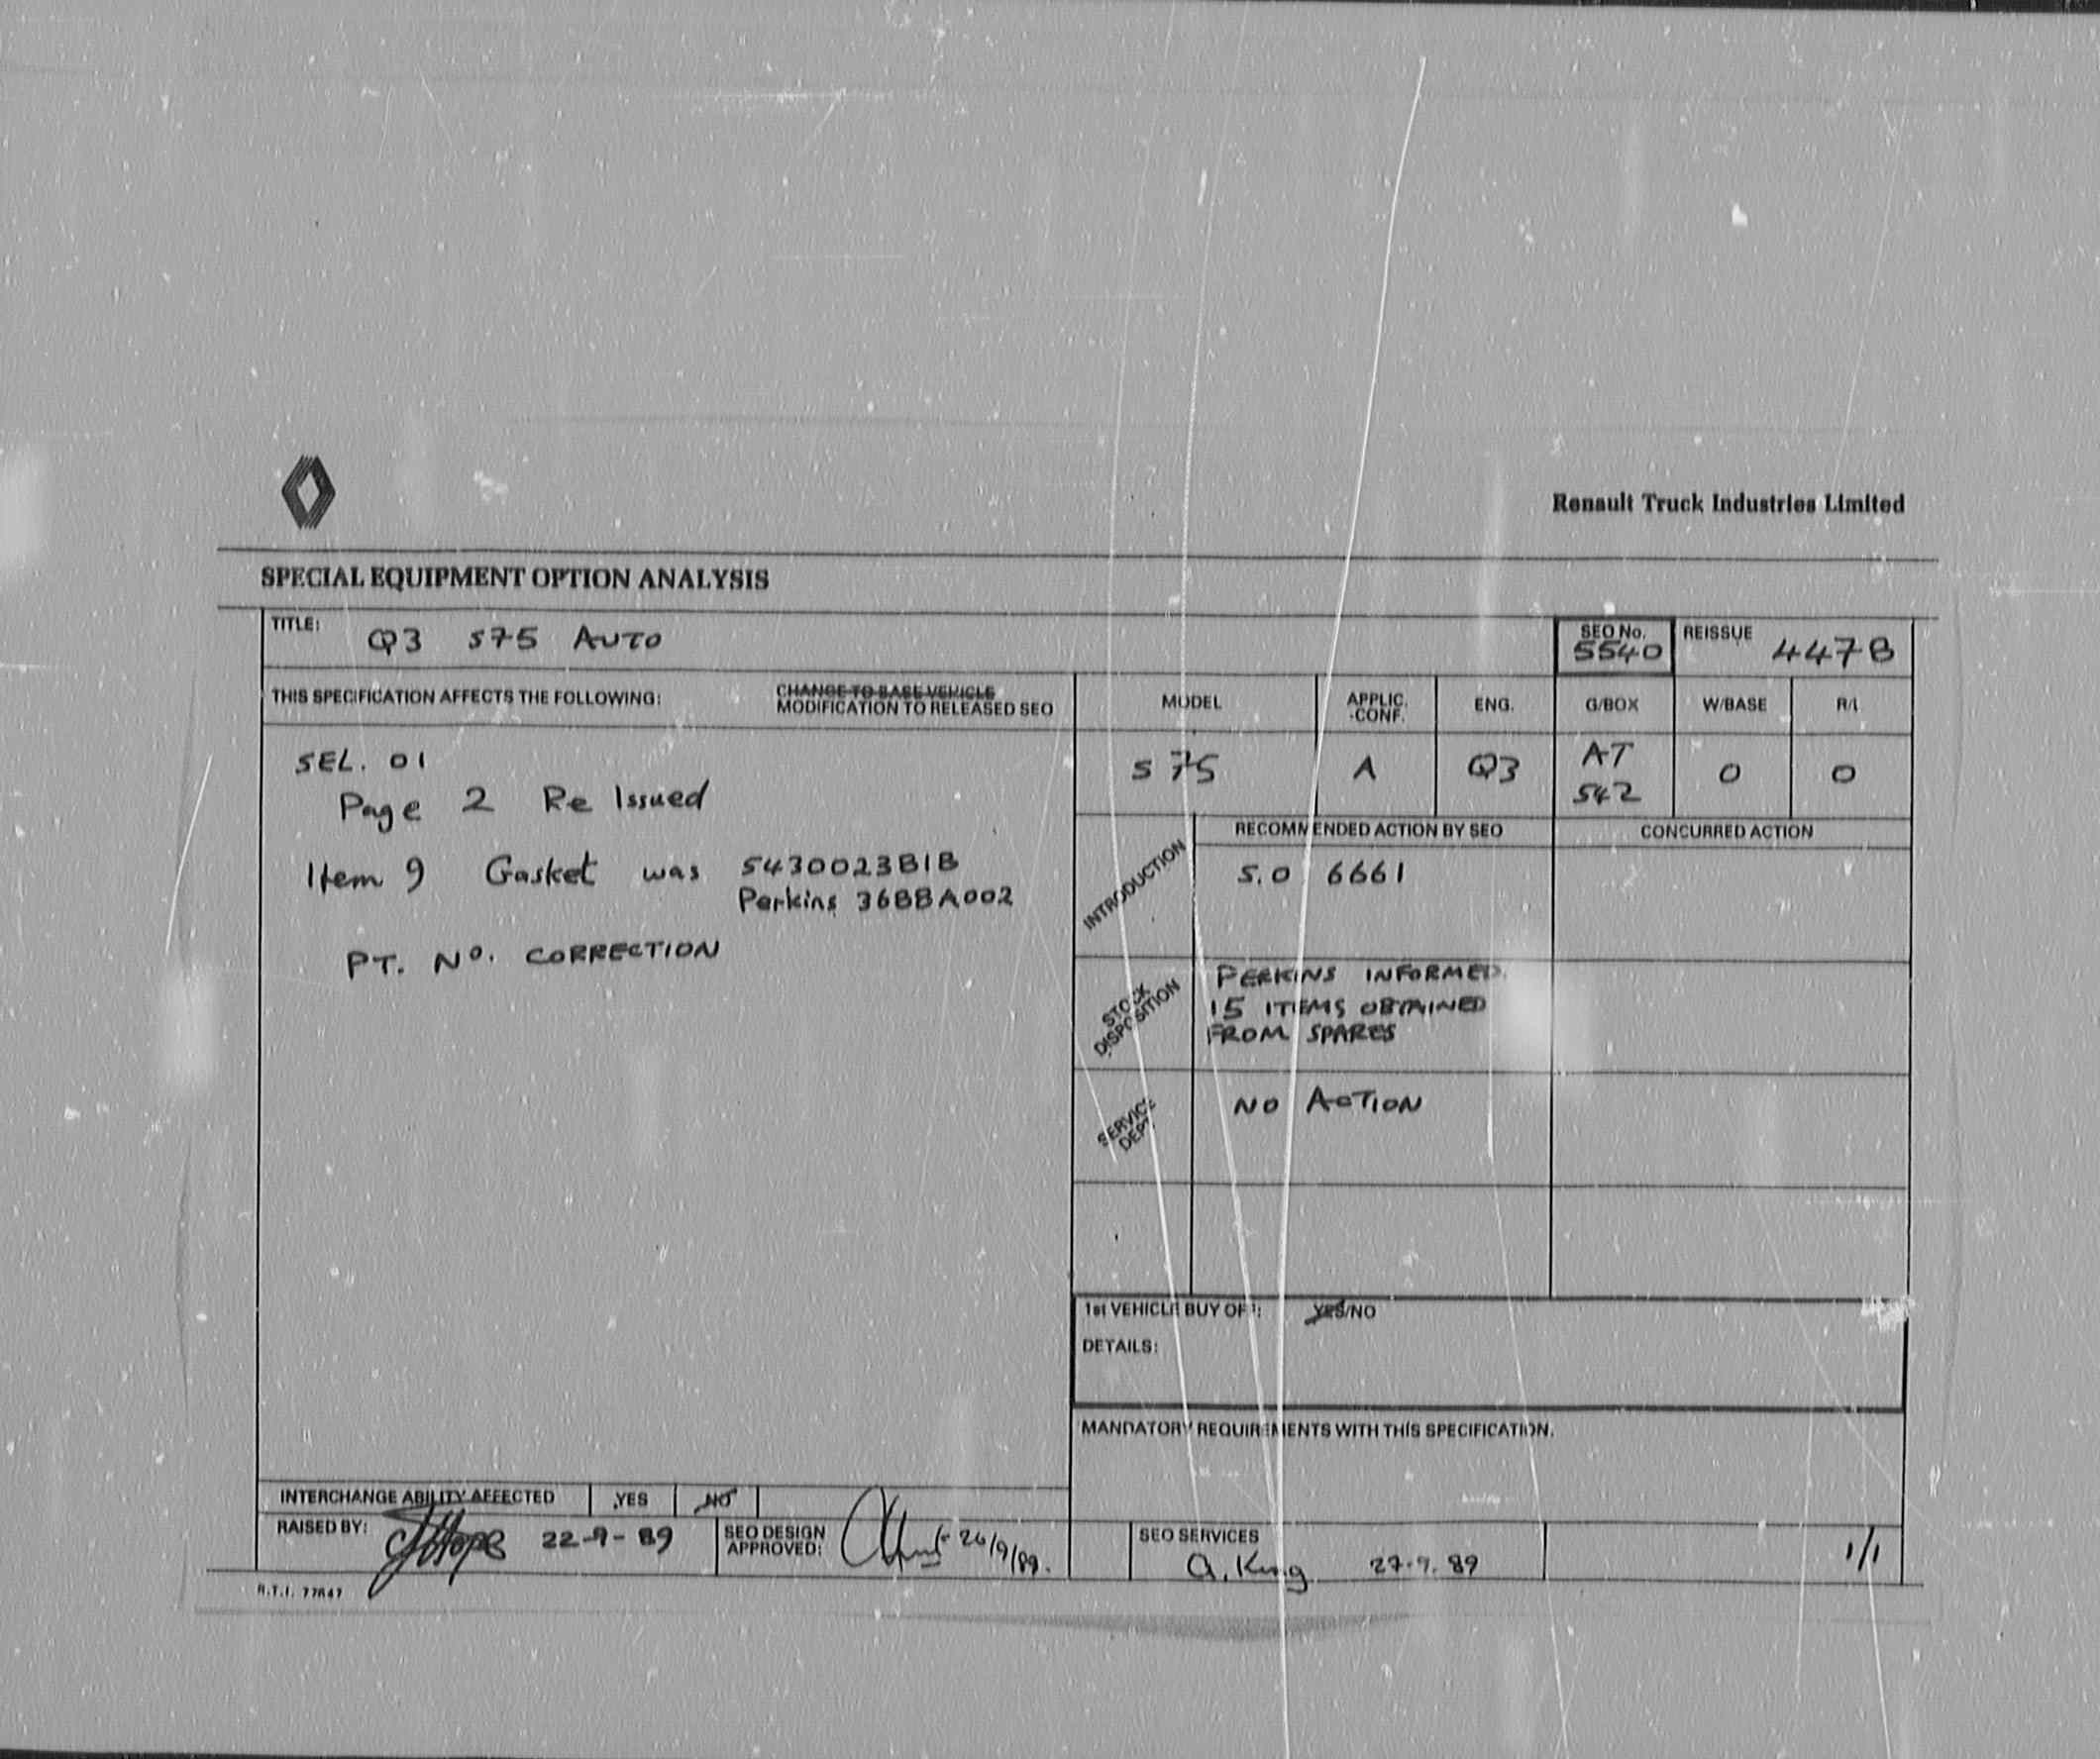 Renault Truck Industries Limited
SPECIAL EQUIPMENT OPTION ANALYSIS
TITLE: Q3 S75 AUTO
SEO No. 5540
REISSUE 4478
THIS SPECIFICATION AFFECTS THE FOLLOWING:
CHANGE TO BASE VEHICLE
MODIFICATION TO RELEASED SEO
MODEL
APPLIC. -CONF.
ENG.
G/BOX
W/BASE
R/L
S 75
A
Q3
AT 542
0
0
SEL. 01
Page 2 Re Issued
Item 9 Gasket was 5430023B1B
Perkins 3688A002
PT. No. CORRECTION
RECOMMENDED ACTION BY SEO
CONCURRED ACTION
INTRODUCTION
S.O 6661
STOCK DISPOSITION
PERKINS INFORMED.
15 ITEMS OBTAINED
FROM SPARES
SERVICE DEPT.
NO ACTION
1st VEHICLE BUY OFF: YES/NO
DETAILS:
MANDATORY REQUIREMENTS WITH THIS SPECIFICATION.
INTERCHANGE ABILITY AFFECTED YES NO
RAISED BY: 22-9-89
SEO DESIGN
APPROVED: 26/9/89.
SEO SERVICES
A. King 27.9.89
1/1
R.T.I. 77847